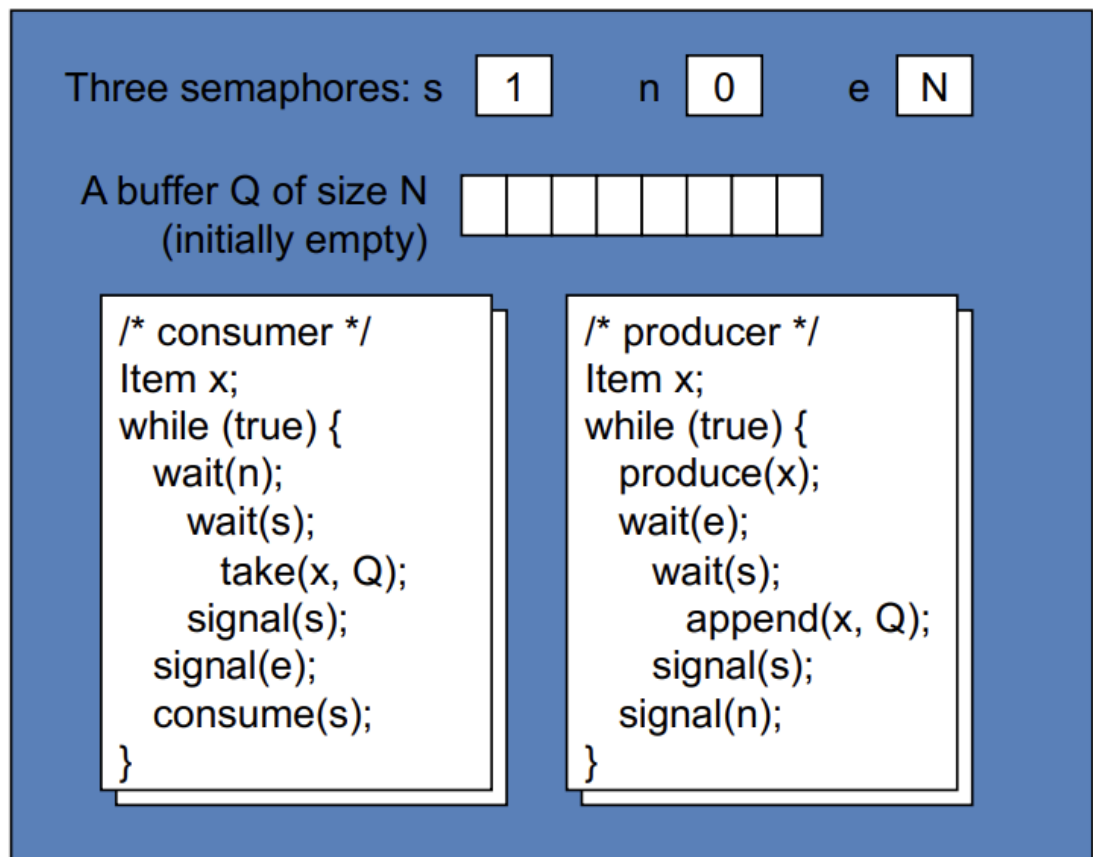 Three semaphores: s 1 n 0 e N
A buffer Q of size N
(initially empty)
/* consumer */
Item x;
while (true) {
wait(n);
wait(s);
take(x, Q);
signal(s);
signal(e);
consume(s);
}
/* producer */
Item x;
while (true) {
produce(x);
wait(e);
wait(s);
append(x, Q);
signal(s);
signal(n);
}